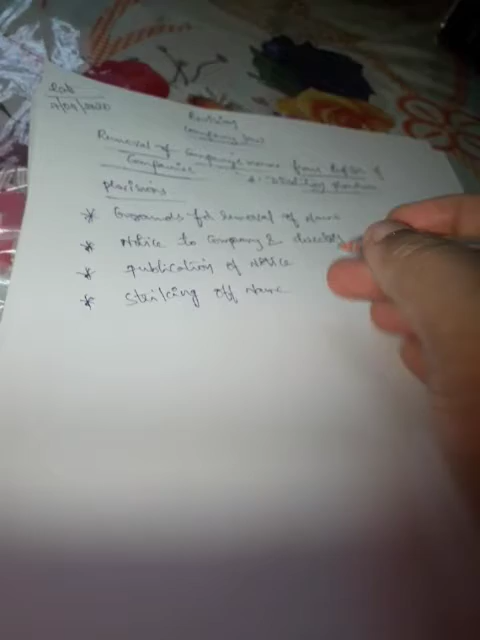 Revising
Company law
Removal of Company's name from Register of
Companies
Provisions
* Grounds for removal of name
* Notice to Company & directors
* publication of Notice
* Striking off name